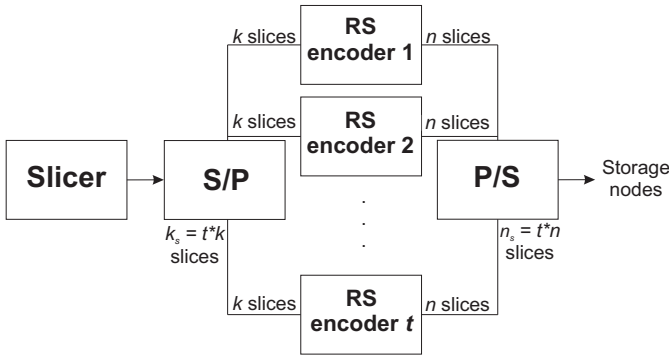 k slices
RS
encoder 1
n slices
k slices
RS
encoder 2
n slices
Slicer
S/P
P/S
Storage
nodes
kₛ = t*k
slices
nₛ = t*n
slices
k slices
RS
encoder t
n slices